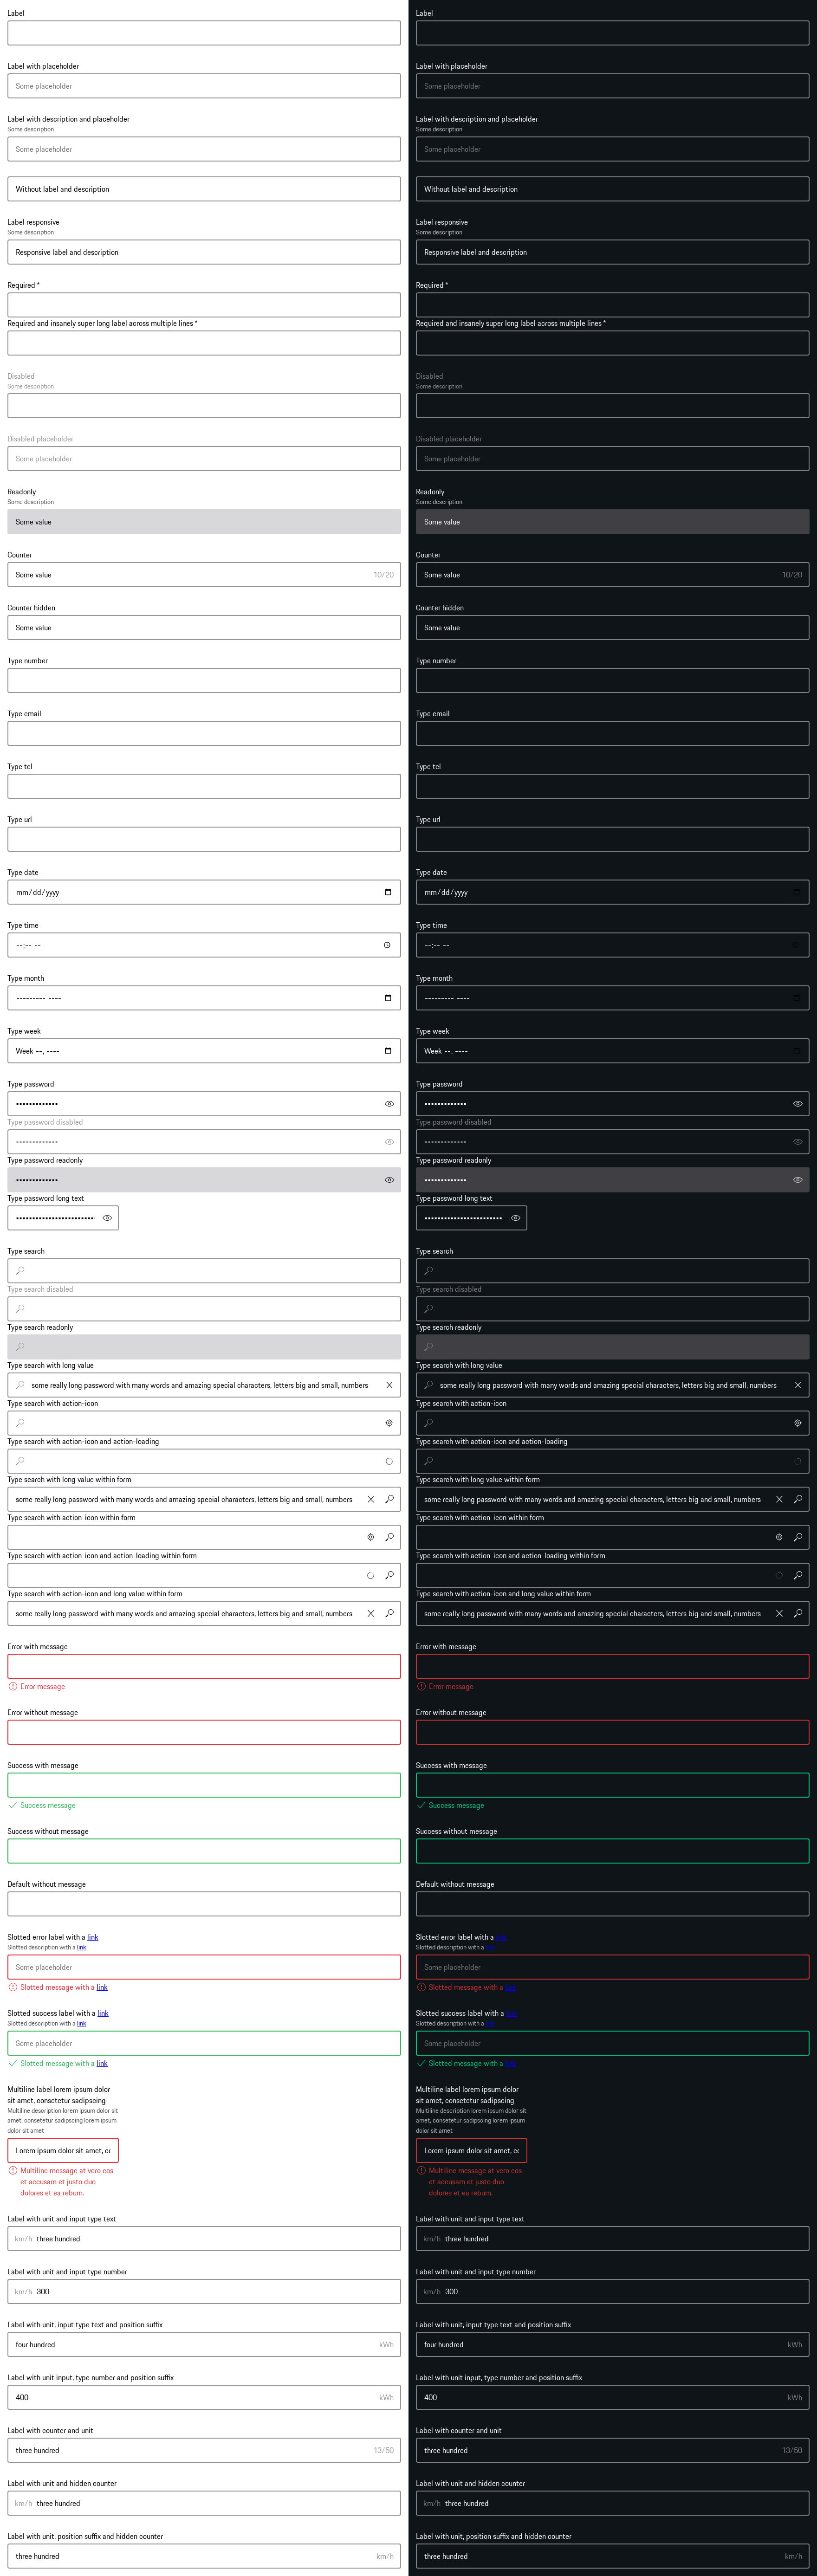 Label
Label with placeholder
Some placeholder
Label with description and placeholder
Some description
Some placeholder
Without label and description
Label responsive
Some description
Responsive label and description
Required *
Required and insanely super long label across multiple lines *
Disabled
Some description
Disabled placeholder
Some placeholder
Readonly
Some description
Some value
Counter
Some value 10/20
Counter hidden
Some value
Type number
Type email
Type tel
Type url
Type date
mm/dd/yyyy
Type time
--:-- --
Type month
--------- ----
Type week
Week --, ----
Type password
•••••••••••••
Type password disabled
•••••••••••••
Type password readonly
•••••••••••••
Type password long text
••••••••••••••••••••••••
Type search
Type search disabled
Type search readonly
Type search with long value
some really long password with many words and amazing special characters, letters big and small, numbers
Type search with action-icon
Type search with action-icon and action-loading
Type search with long value within form
some really long password with many words and amazing special characters, letters big and small, numbers
Type search with action-icon within form
Type search with action-icon and action-loading within form
Type search with action-icon and long value within form
some really long password with many words and amazing special characters, letters big and small, numbers
Error with message
Error message
Error without message
Success with message
Success message
Success without message
Default without message
Slotted error label with a link
Slotted description with a link
Some placeholder
Slotted message with a link
Slotted success label with a link
Slotted description with a link
Some placeholder
Slotted message with a link
Multiline label lorem ipsum dolor
sit amet, consetetur sadipscing
Multiline description lorem ipsum dolor sit
amet, consetetur sadipscing lorem ipsum
dolor sit amet
Lorem ipsum dolor sit amet, cc
Multiline message at vero eos
et accusam et justo duo
dolores et ea rebum.
Label with unit and input type text
km/h three hundred
Label with unit and input type number
km/h 300
Label with unit, input type text and position suffix
four hundred kWh
Label with unit input, type number and position suffix
400 kWh
Label with counter and unit
three hundred 13/50
Label with unit and hidden counter
km/h three hundred
Label with unit, position suffix and hidden counter
three hundred km/h
Label
Label with placeholder
Some placeholder
Label with description and placeholder
Some description
Some placeholder
Without label and description
Label responsive
Some description
Responsive label and description
Required *
Required and insanely super long label across multiple lines *
Disabled
Some description
Disabled placeholder
Some placeholder
Readonly
Some description
Some value
Counter
Some value 10/20
Counter hidden
Some value
Type number
Type email
Type tel
Type url
Type date
mm/dd/yyyy
Type time
--:-- --
Type month
--------- ----
Type week
Week --, ----
Type password
•••••••••••••
Type password disabled
•••••••••••••
Type password readonly
•••••••••••••
Type password long text
••••••••••••••••••••••••
Type search
Type search disabled
Type search readonly
Type search with long value
some really long password with many words and amazing special characters, letters big and small, numbers
Type search with action-icon
Type search with action-icon and action-loading
Type search with long value within form
some really long password with many words and amazing special characters, letters big and small, numbers
Type search with action-icon within form
Type search with action-icon and action-loading within form
Type search with action-icon and long value within form
some really long password with many words and amazing special characters, letters big and small, numbers
Error with message
Error message
Error without message
Success with message
Success message
Success without message
Default without message
Slotted error label with a link
Slotted description with a link
Some placeholder
Slotted message with a link
Slotted success label with a link
Slotted description with a link
Some placeholder
Slotted message with a link
Multiline label lorem ipsum dolor
sit amet, consetetur sadipscing
Multiline description lorem ipsum dolor sit
amet, consetetur sadipscing lorem ipsum
dolor sit amet
Lorem ipsum dolor sit amet, cc
Multiline message at vero eos
et accusam et justo duo
dolores et ea rebum.
Label with unit and input type text
km/h three hundred
Label with unit and input type number
km/h 300
Label with unit, input type text and position suffix
four hundred kWh
Label with unit input, type number and position suffix
400 kWh
Label with counter and unit
three hundred 13/50
Label with unit and hidden counter
km/h three hundred
Label with unit, position suffix and hidden counter
three hundred km/h